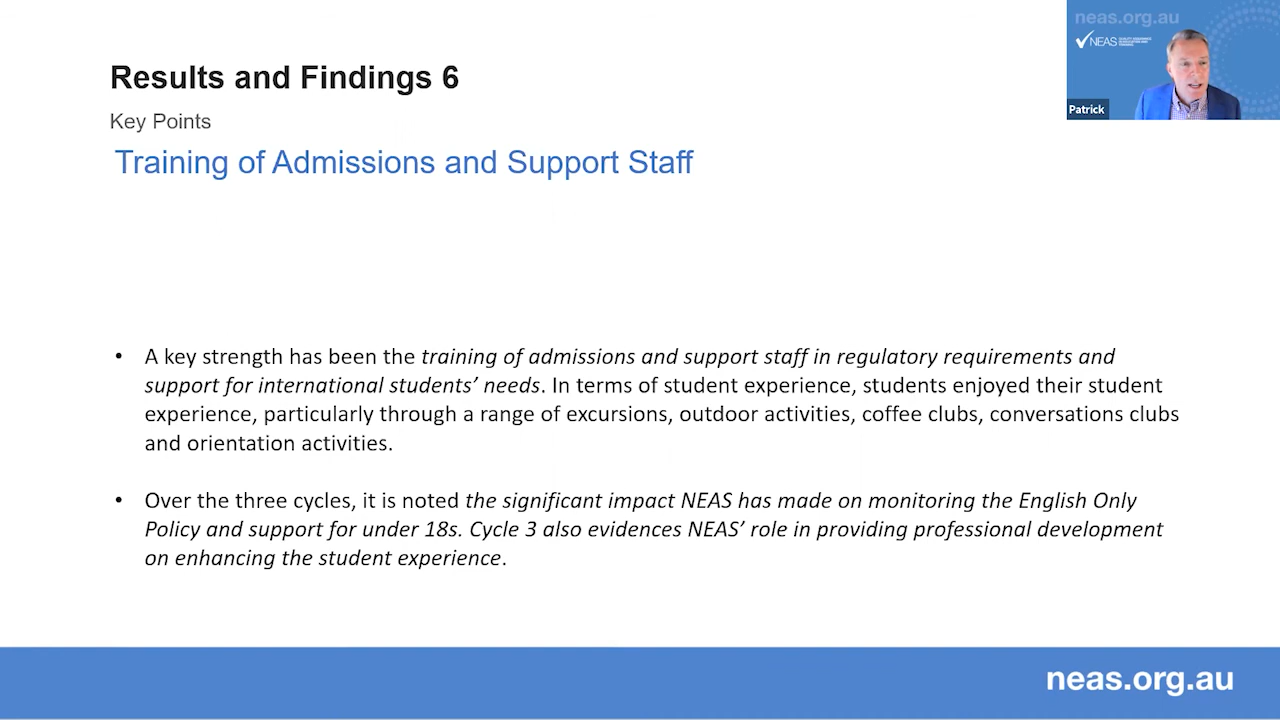 neas.org.au
NEAS
Patrick
Results and Findings 6
Key Points
Training of Admissions and Support Staff
• A key strength has been the training of admissions and support staff in regulatory requirements and
support for international students’ needs. In terms of student experience, students enjoyed their student
experience, particularly through a range of excursions, outdoor activities, coffee clubs, conversations clubs
and orientation activities.
• Over the three cycles, it is noted the significant impact NEAS has made on monitoring the English Only
Policy and support for under 18s. Cycle 3 also evidences NEAS’ role in providing professional development
on enhancing the student experience.
neas.org.au